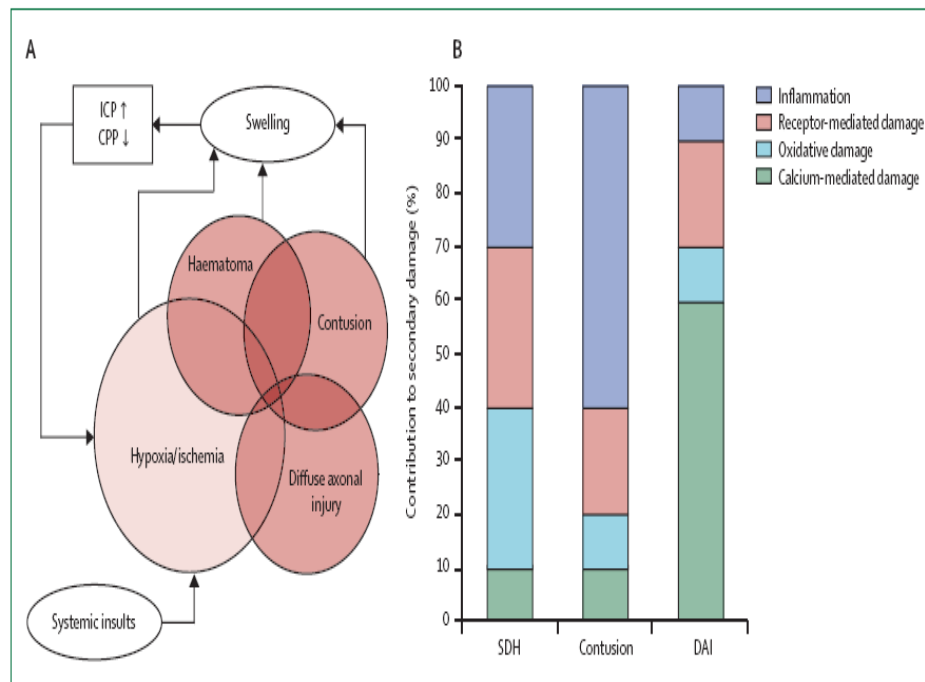 A
ICP ↑
CPP ↓
Swelling
Haematoma
Contusion
Hypoxia/ischemia
Diffuse axonal
injury
Systemic insults
B
Contribution to secondary damage (%)
100
90
80
70
60
50
40
30
20
10
0
SDH
Contusion
DAI
Inflammation
Receptor-mediated damage
Oxidative damage
Calcium-mediated damage